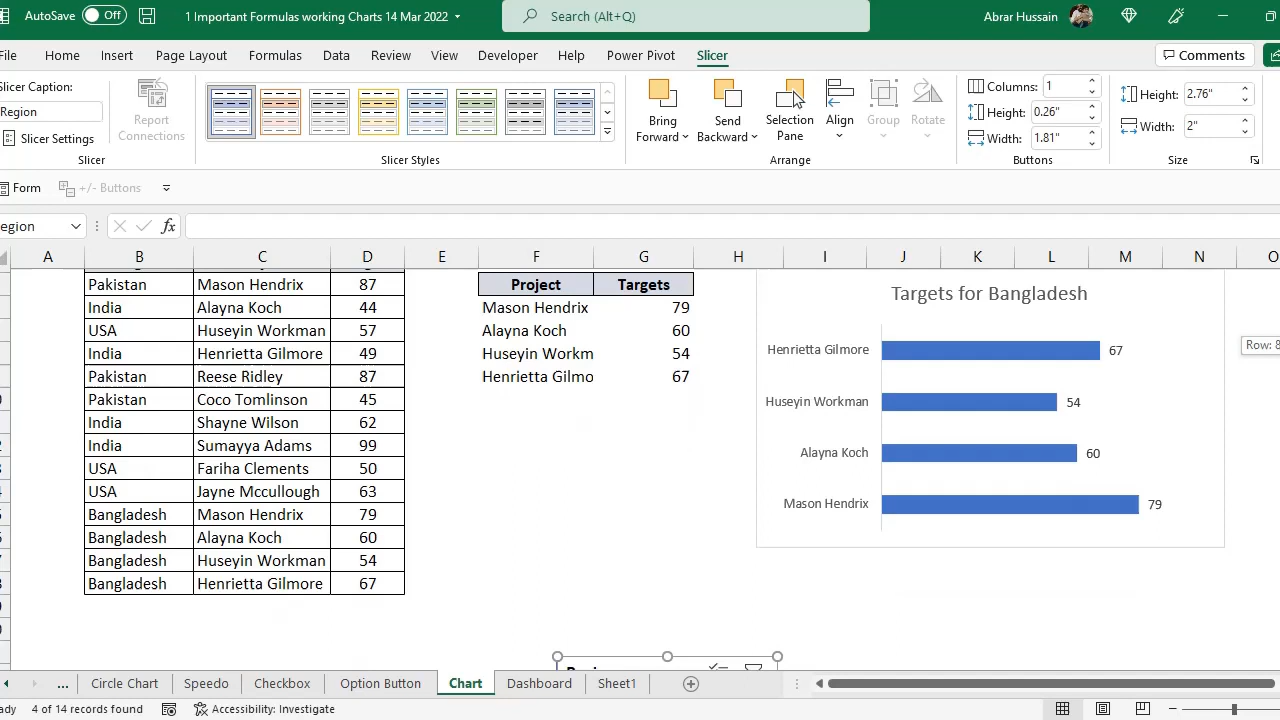 AutoSave Off 1 Important Formulas working Charts 14 Mar 2022 Search (Alt+Q) Abrar Hussain
File Home Insert Page Layout Formulas Data Review View Developer Help Power Pivot Slicer Comments
Slicer Caption:
Region
Slicer Settings
Report Connections
Slicer
Slicer Styles
Bring Forward
Send Backward
Selection Pane
Align
Group
Rotate
Arrange
Columns: 1
Height: 0.26"
Width: 1.81"
Buttons
Height: 2.76"
Width: 2"
Size
Form +/- Buttons
egion fx
A B C D E F G H I J K L M N O
Pakistan Mason Hendrix 87
India Alayna Koch 44
USA Huseyin Workman 57
India Henrietta Gilmore 49
Pakistan Reese Ridley 87
Pakistan Coco Tomlinson 45
India Shayne Wilson 62
India Sumayya Adams 99
USA Fariha Clements 50
USA Jayne Mccullough 63
Bangladesh Mason Hendrix 79
Bangladesh Alayna Koch 60
Bangladesh Huseyin Workman 54
Bangladesh Henrietta Gilmore 67
Project Targets
Mason Hendrix 79
Alayna Koch 60
Huseyin Workm 54
Henrietta Gilmo 67
Targets for Bangladesh
Henrietta Gilmore 67
Huseyin Workman 54
Alayna Koch 60
Mason Hendrix 79
Row: 8
... Circle Chart Speedo Checkbox Option Button Chart Dashboard Sheet1
ady 4 of 14 records found Accessibility: Investigate